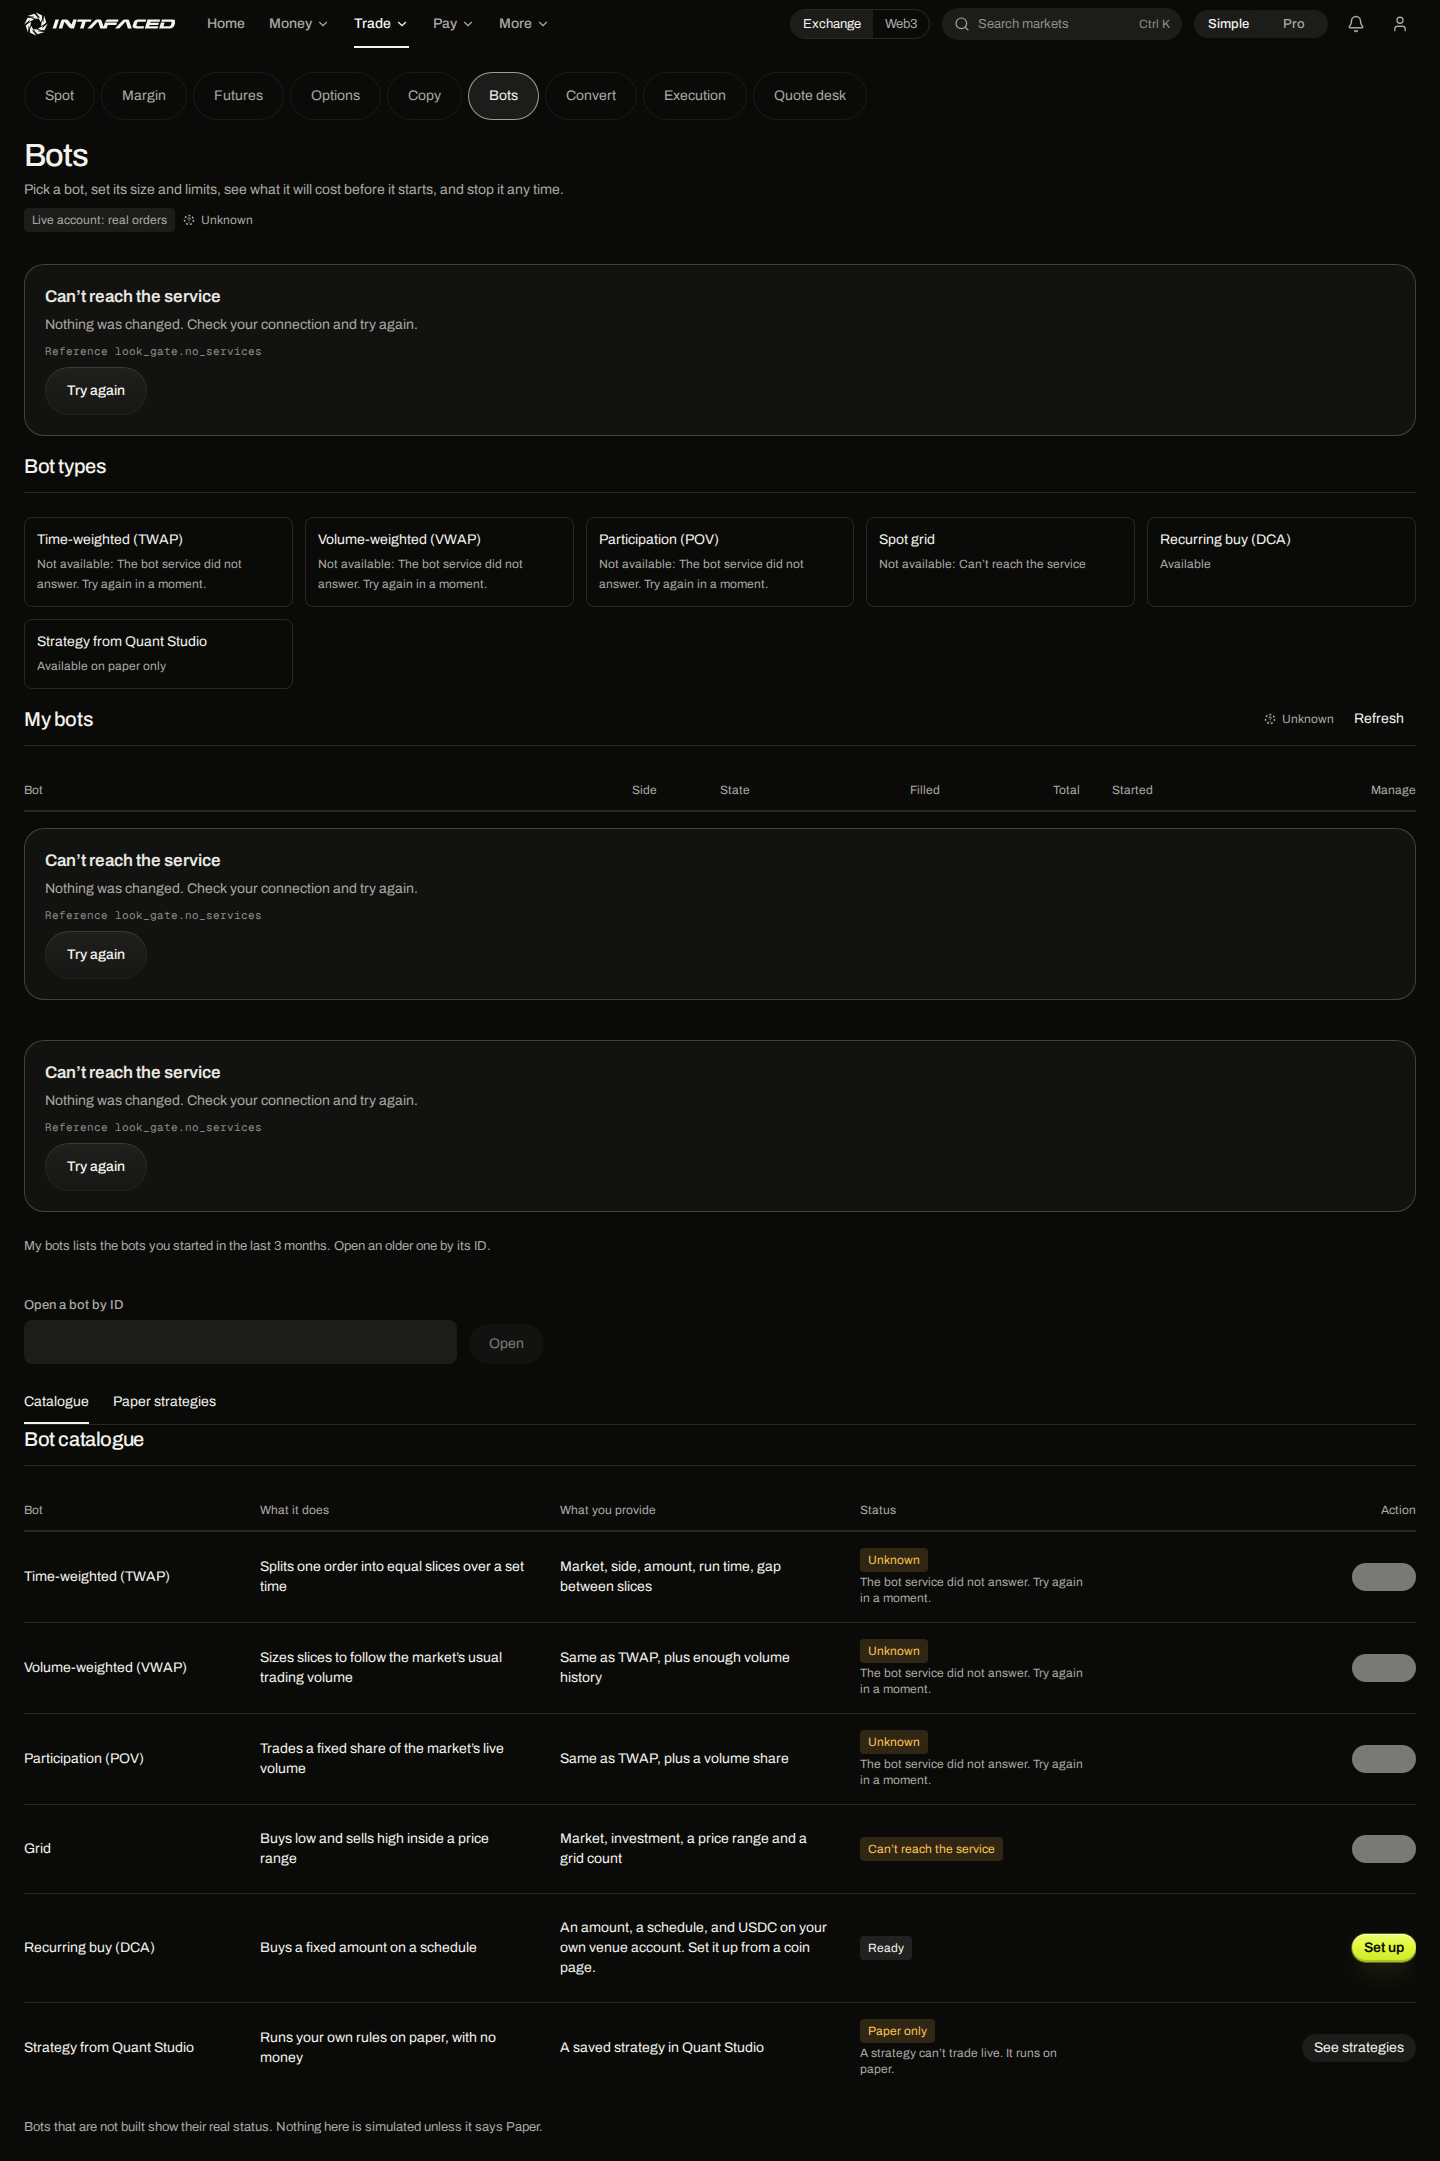 INTAFACED
Home Money Trade Pay More
Exchange Web3
Search markets Ctrl K
Simple Pro
Spot Margin Futures Options Copy Bots Convert Execution Quote desk
Bots
Pick a bot, set its size and limits, see what it will cost before it starts, and stop it any time.
Live account: real orders Unknown
Can’t reach the service
Nothing was changed. Check your connection and try again.
Reference look_gate.no_services
Try again
Bot types
Time-weighted (TWAP)
Not available: The bot service did not
answer. Try again in a moment.
Volume-weighted (VWAP)
Not available: The bot service did not
answer. Try again in a moment.
Participation (POV)
Not available: The bot service did not
answer. Try again in a moment.
Spot grid
Not available: Can’t reach the service
Recurring buy (DCA)
Available
Strategy from Quant Studio
Available on paper only
My bots
Unknown Refresh
Bot Side State Filled Total Started Manage
Can’t reach the service
Nothing was changed. Check your connection and try again.
Reference look_gate.no_services
Try again
Can’t reach the service
Nothing was changed. Check your connection and try again.
Reference look_gate.no_services
Try again
My bots lists the bots you started in the last 3 months. Open an older one by its ID.
Open a bot by ID
Open
Catalogue Paper strategies
Bot catalogue
Bot What it does What you provide Status Action
Time-weighted (TWAP)
Splits one order into equal slices over a set
time
Market, side, amount, run time, gap
between slices
Unknown
The bot service did not answer. Try again
in a moment.
Volume-weighted (VWAP)
Sizes slices to follow the market’s usual
trading volume
Same as TWAP, plus enough volume
history
Unknown
The bot service did not answer. Try again
in a moment.
Participation (POV)
Trades a fixed share of the market’s live
volume
Same as TWAP, plus a volume share
Unknown
The bot service did not answer. Try again
in a moment.
Grid
Buys low and sells high inside a price
range
Market, investment, a price range and a
grid count
Can’t reach the service
Recurring buy (DCA)
Buys a fixed amount on a schedule
An amount, a schedule, and USDC on your
own venue account. Set it up from a coin
page.
Ready
Set up
Strategy from Quant Studio
Runs your own rules on paper, with no
money
A saved strategy in Quant Studio
Paper only
A strategy can’t trade live. It runs on
paper.
See strategies
Bots that are not built show their real status. Nothing here is simulated unless it says Paper.